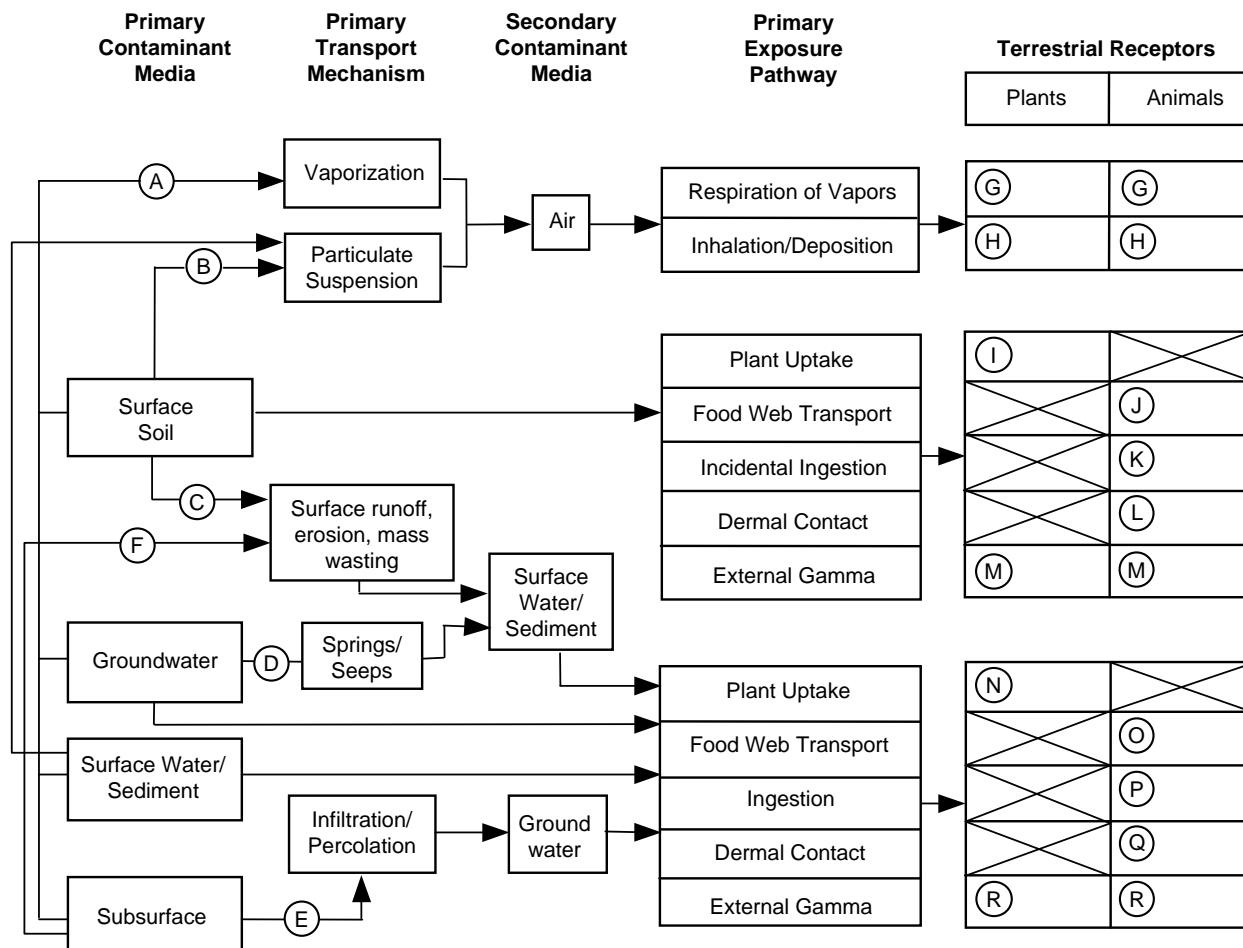 Primary
Contaminant
Media
Primary
Transport
Mechanism
Secondary
Contaminant
Media
Primary
Exposure
Pathway
Terrestrial Receptors
Plants
Animals
A
Vaporization
B
Particulate
Suspension
Air
Respiration of Vapors
Inhalation/Deposition
G
G
H
H
Surface
Soil
Plant Uptake
Food Web Transport
Incidental Ingestion
Dermal Contact
External Gamma
I
J
K
L
M
M
C
F
Surface runoff,
erosion, mass
wasting
Surface
Water/
Sediment
Groundwater
D
Springs/
Seeps
Surface Water/
Sediment
Infiltration/
Percolation
Ground
water
Subsurface
E
Plant Uptake
Food Web Transport
Ingestion
Dermal Contact
External Gamma
N
O
P
Q
R
R